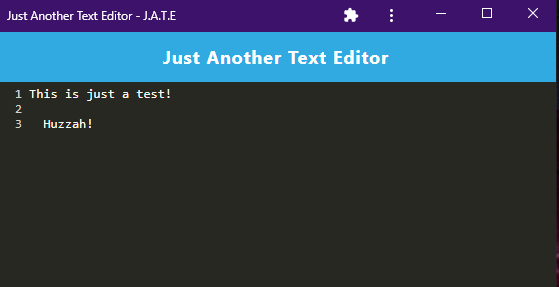 Just Another Text Editor - J.A.T.E
Just Another Text Editor
1 This is just a test!
2
3   Huzzah!